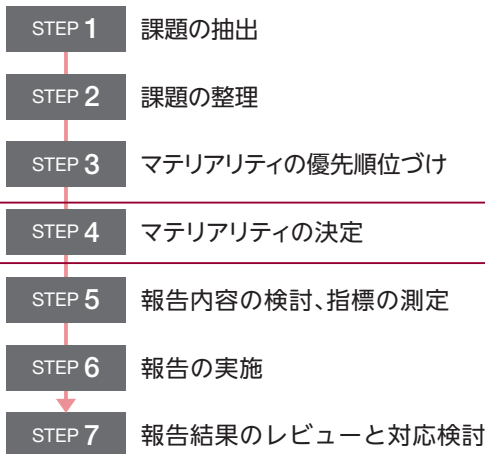 STEP 1 課題の抽出
STEP 2 課題の整理
STEP 3 マテリアリティの優先順位づけ
STEP 4 マテリアリティの決定
STEP 5 報告内容の検討、指標の測定
STEP 6 報告の実施
STEP 7 報告結果のレビューと対応検討